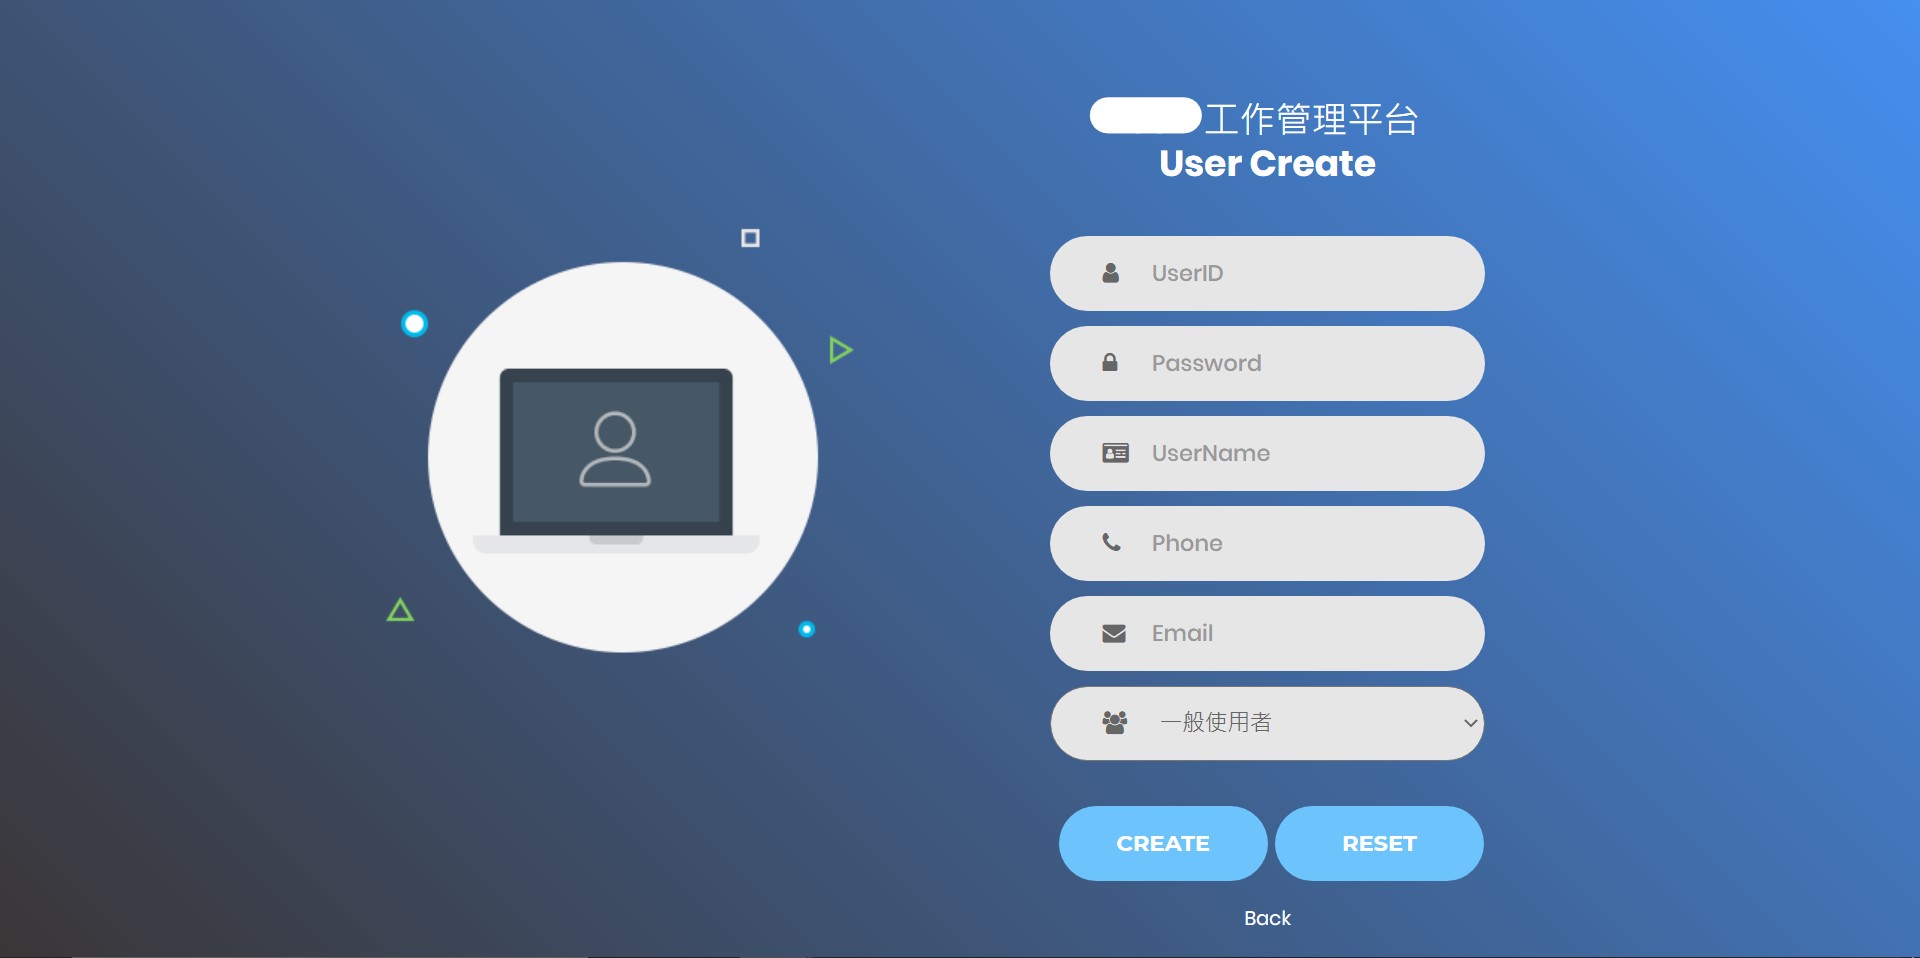 工作管理平台
User Create
UserID
Password
UserName
Phone
Email
一般使用者
CREATE
RESET
Back